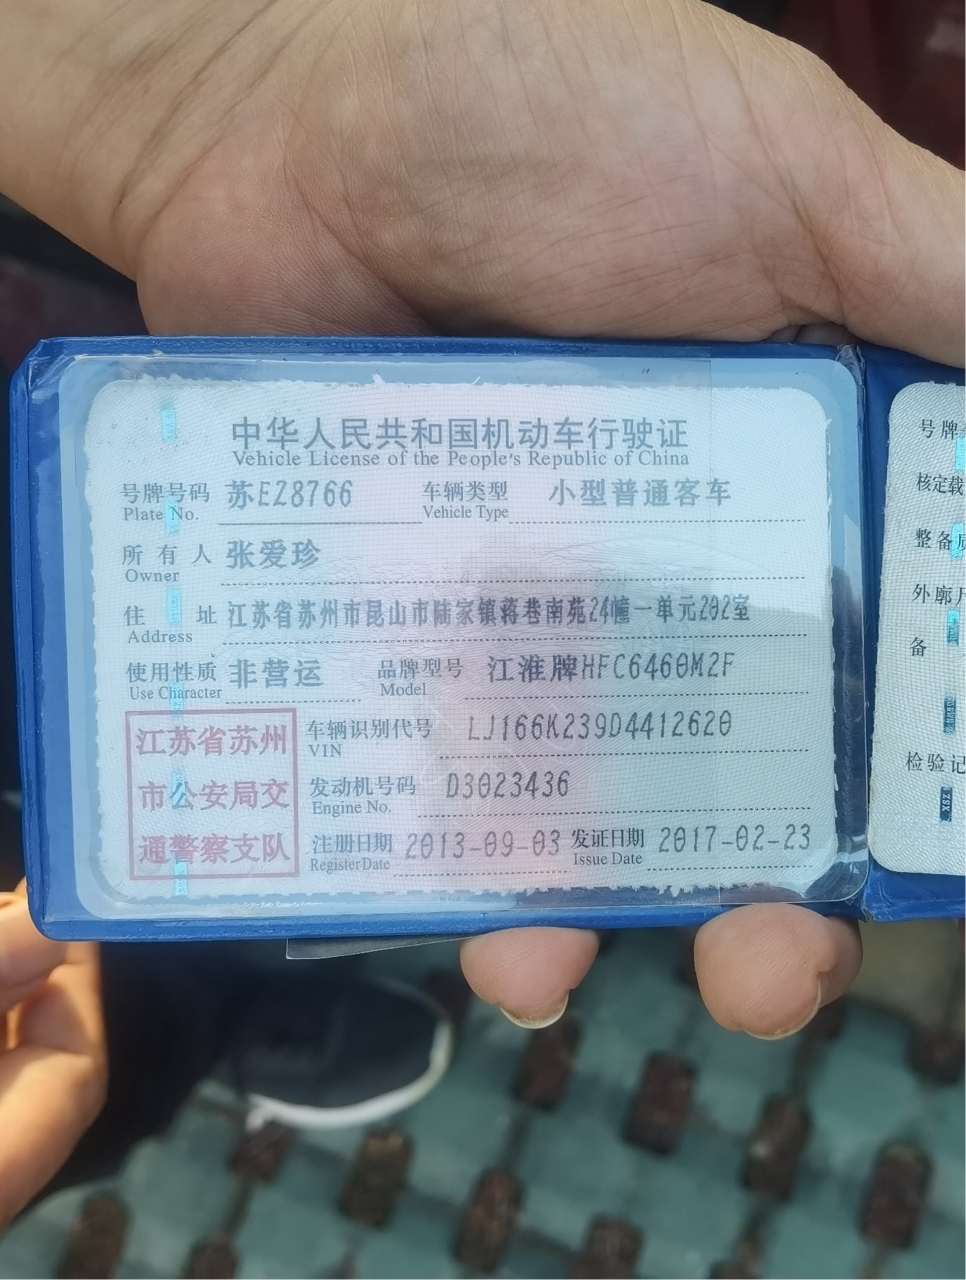 中华人民共和国机动车行驶证
Vehicle License of the People's Republic of China
号牌号码 苏EZ8766 车辆类型 小型普通客车
Plate No. Vehicle Type
所有人 张爱珍
Owner
住址 江苏省苏州市昆山市陆家镇蒋巷南苑24幢一单元202室
Address
使用性质 非营运 品牌型号 江淮牌HFC6460M2F
Use Character Model
江苏省苏州
市公安局交
通警察支队
车辆识别代号 LJ166K239D4412620
VIN
发动机号码 D3023436
Engine No.
注册日期 2013-09-03 发证日期 2017-02-23
Register Date Issue Date
号牌
核定载
整备质
外廓尺
备
检验记